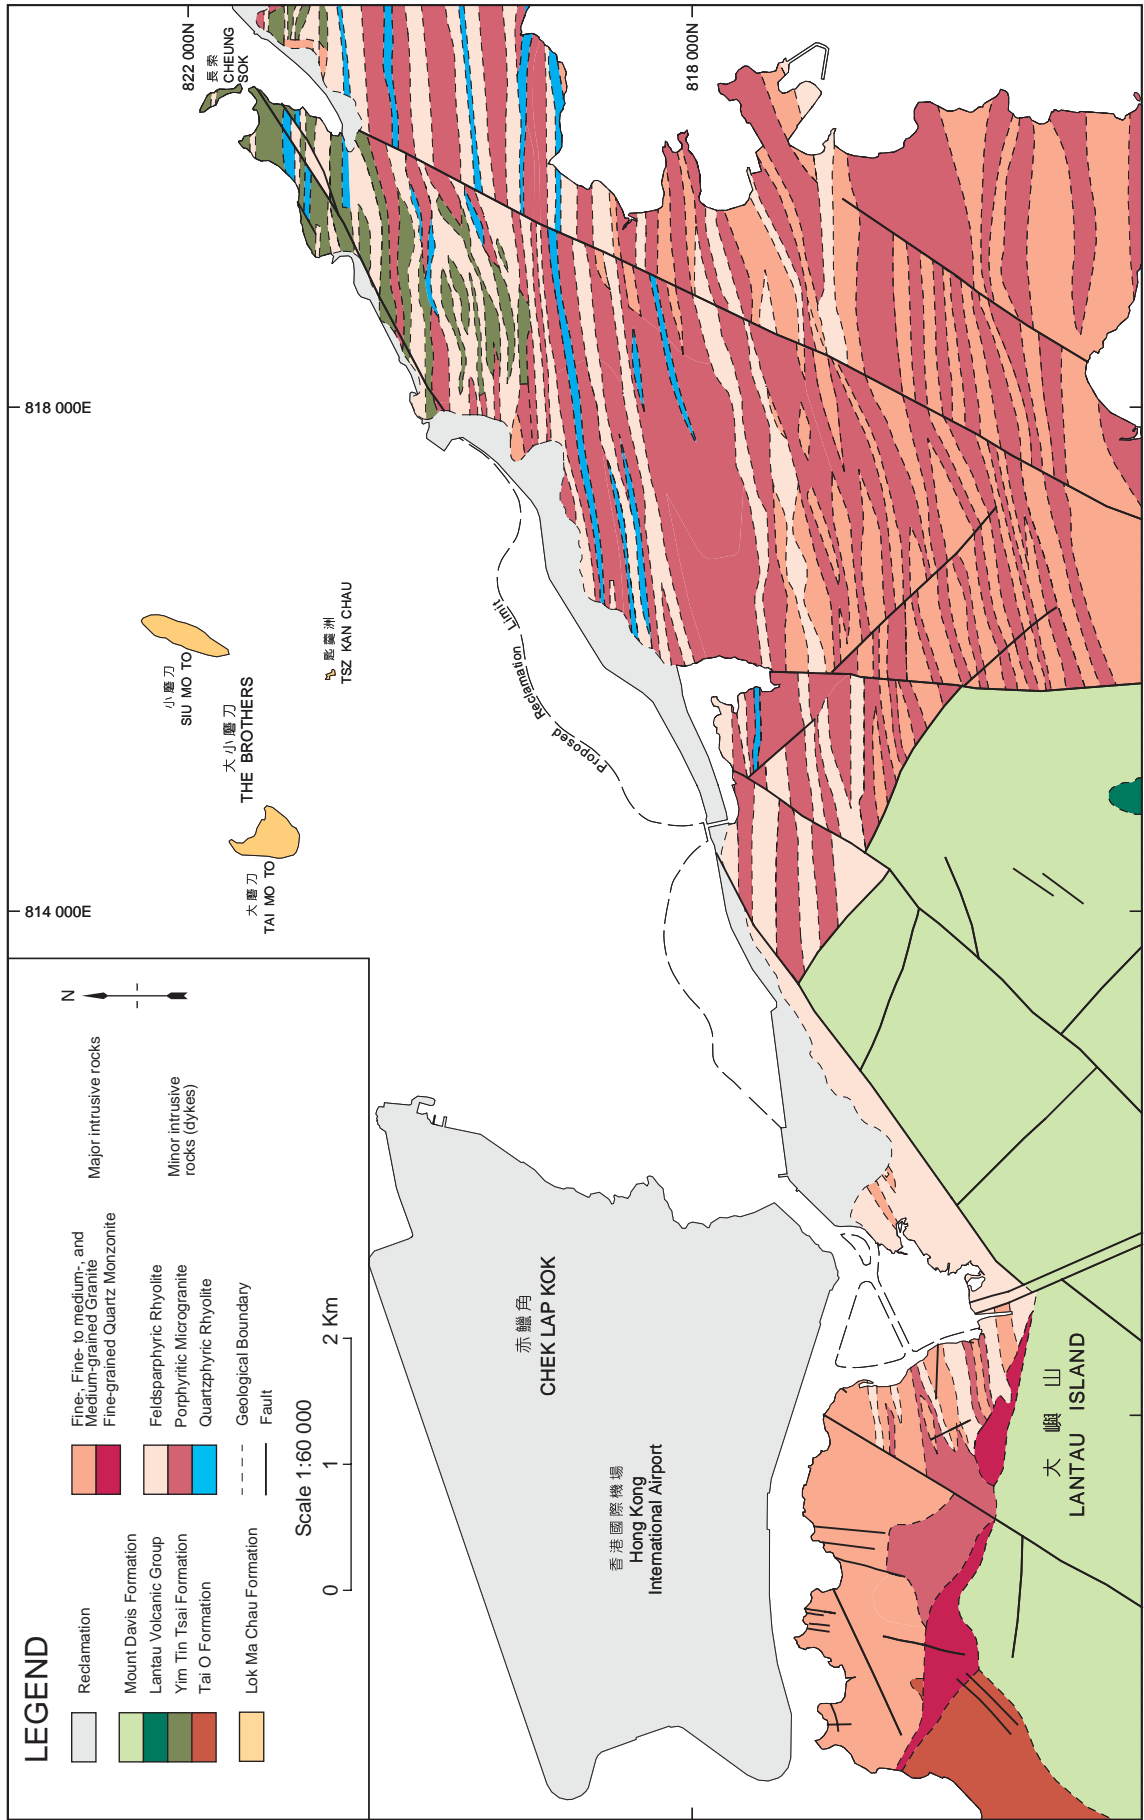 LEGEND
Reclamation
Mount Davis Formation
Lantau Volcanic Group
Yim Tin Tsai Formation
Tai O Formation
Lok Ma Chau Formation
Fine-, Fine- to medium-, and
Medium-grained Granite
Fine-grained Quartz Monzonite
Major intrusive rocks
Feldsparphyric Rhyolite
Porphyritic Microgranite
Quartzphyric Rhyolite
Minor intrusive
rocks (dykes)
Geological Boundary
Fault
N
Scale 1:60 000
0
1
2 Km
814 000E
818 000E
822 000N
818 000N
長索
CHEUNG
SOK
小磨刀
SIU MO TO
大小磨刀
THE BROTHERS
大磨刀
TAI MO TO
匙羹洲
TSZ KAN CHAU
Proposed Reclamation Limit
赤鱲角
CHEK LAP KOK
香港國際機場
Hong Kong
International Airport
大嶼山
LANTAU ISLAND